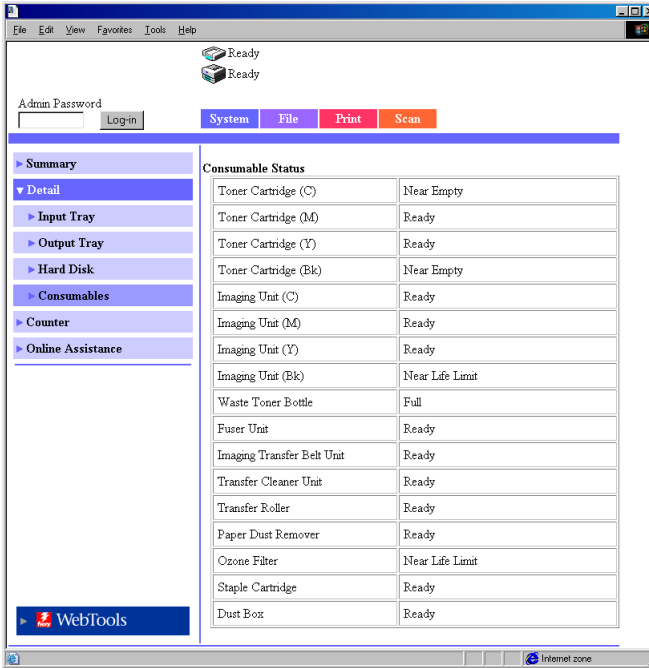 File Edit View Favorites Tools Help
Ready
Ready
Admin Password
Log-in
System File Print Scan
Summary
Detail
Input Tray
Output Tray
Hard Disk
Consumables
Counter
Online Assistance
Consumable Status
Toner Cartridge (C) Near Empty
Toner Cartridge (M) Ready
Toner Cartridge (Y) Ready
Toner Cartridge (Bk) Near Empty
Imaging Unit (C) Ready
Imaging Unit (M) Ready
Imaging Unit (Y) Ready
Imaging Unit (Bk) Near Life Limit
Waste Toner Bottle Full
Fuser Unit Ready
Imaging Transfer Belt Unit Ready
Transfer Cleaner Unit Ready
Transfer Roller Ready
Paper Dust Remover Ready
Ozone Filter Near Life Limit
Staple Cartridge Ready
Dust Box Ready
fiery WebTools
Internet zone